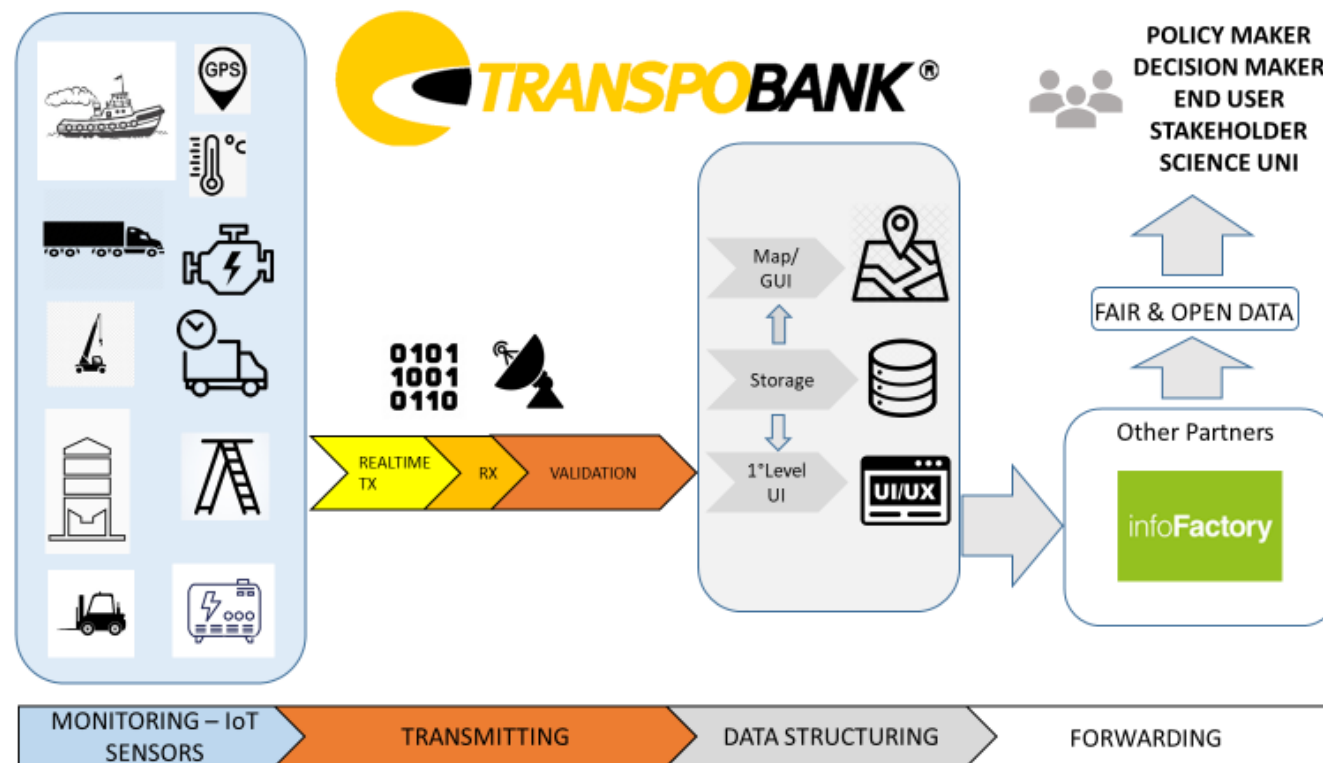 GPS
°C
TRANSPOBANK ®
POLICY MAKER
DECISION MAKER
END USER
STAKEHOLDER
SCIENCE UNI
Map/
GUI
FAIR & OPEN DATA
0101
1001
0110
Storage
REALTIME
TX
RX
VALIDATION
1°Level
UI
UI/UX
Other Partners
infoFactory
MONITORING – IoT
SENSORS
TRANSMITTING
DATA STRUCTURING
FORWARDING